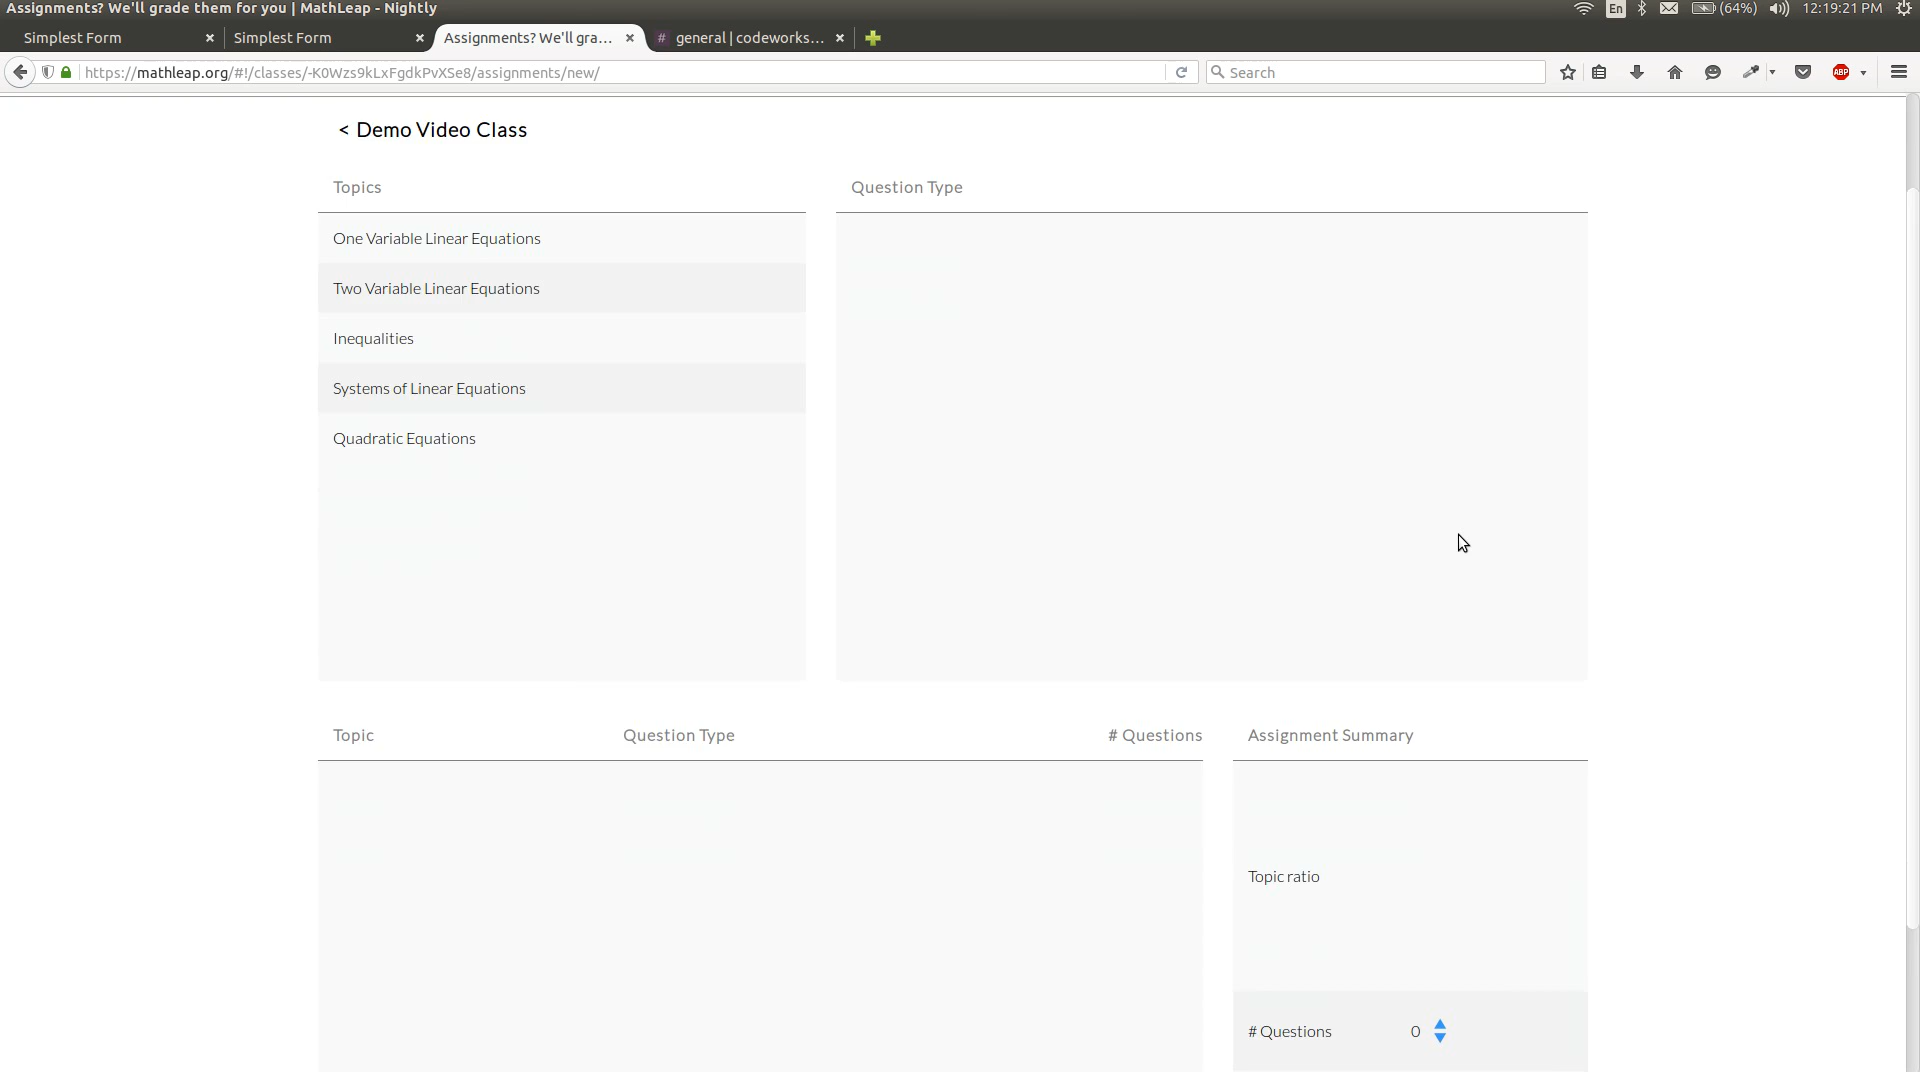 Assignments? We'll grade them for you | MathLeap - Nightly
En (64%) 12:19:21 PM
Simplest Form × Simplest Form × Assignments? We'll gra... × # general | codeworks... ×
https://mathleap.org/#!/classes/-K0Wzs9kLxFgdkPvXSe8/assignments/new/ Search ABP
< Demo Video Class
Topics Question Type
One Variable Linear Equations
Two Variable Linear Equations
Inequalities
Systems of Linear Equations
Quadratic Equations
Topic Question Type # Questions Assignment Summary
Topic ratio
# Questions 0